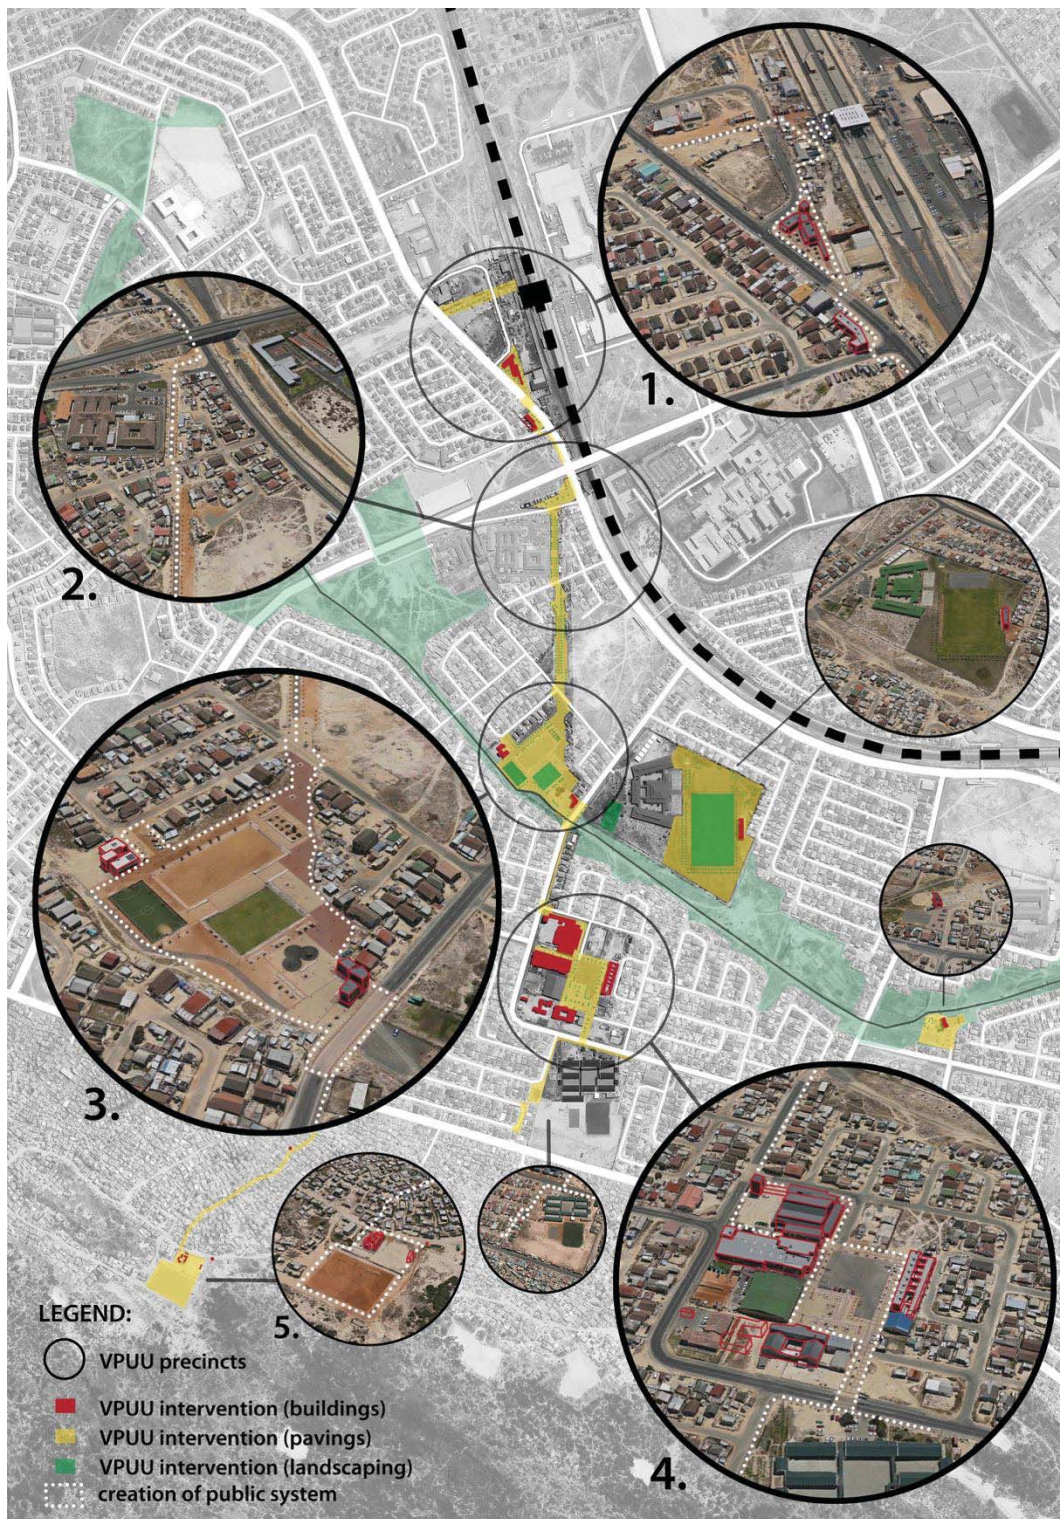 1.
2.
3.
5.
LEGEND:
VPUU precincts
VPUU intervention (buildings)
VPUU intervention (pavings)
VPUU intervention (landscaping)
creation of public system
4.